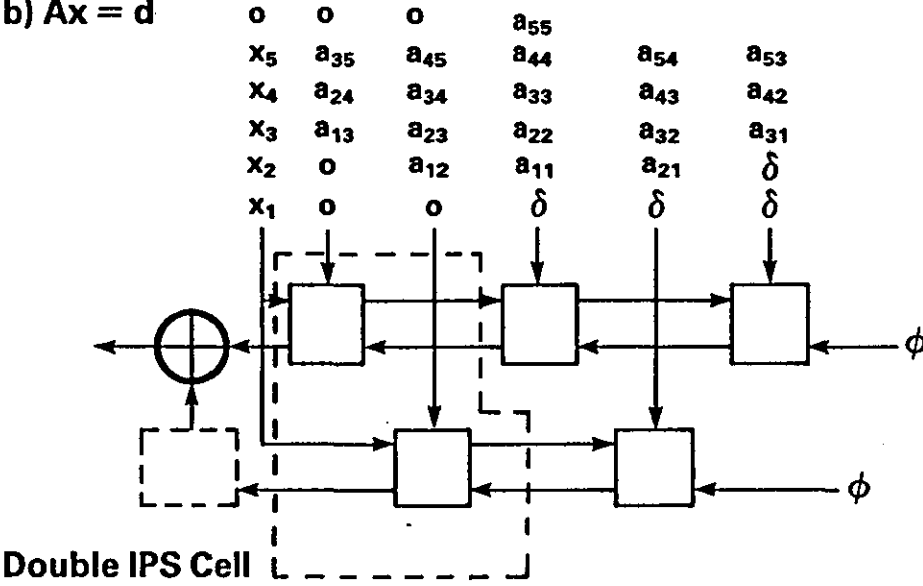 b) Ax = d
o o o a₅₅
x₅ a₃₅ a₄₅ a₄₄ a₅₄ a₅₃
x₄ a₂₄ a₃₄ a₃₃ a₄₃ a₄₂
x₃ a₁₃ a₂₃ a₂₂ a₃₂ a₃₁
x₂ o a₁₂ a₁₁ a₂₁ δ
x₁ o o δ δ δ
ϕ
ϕ
Double IPS Cell